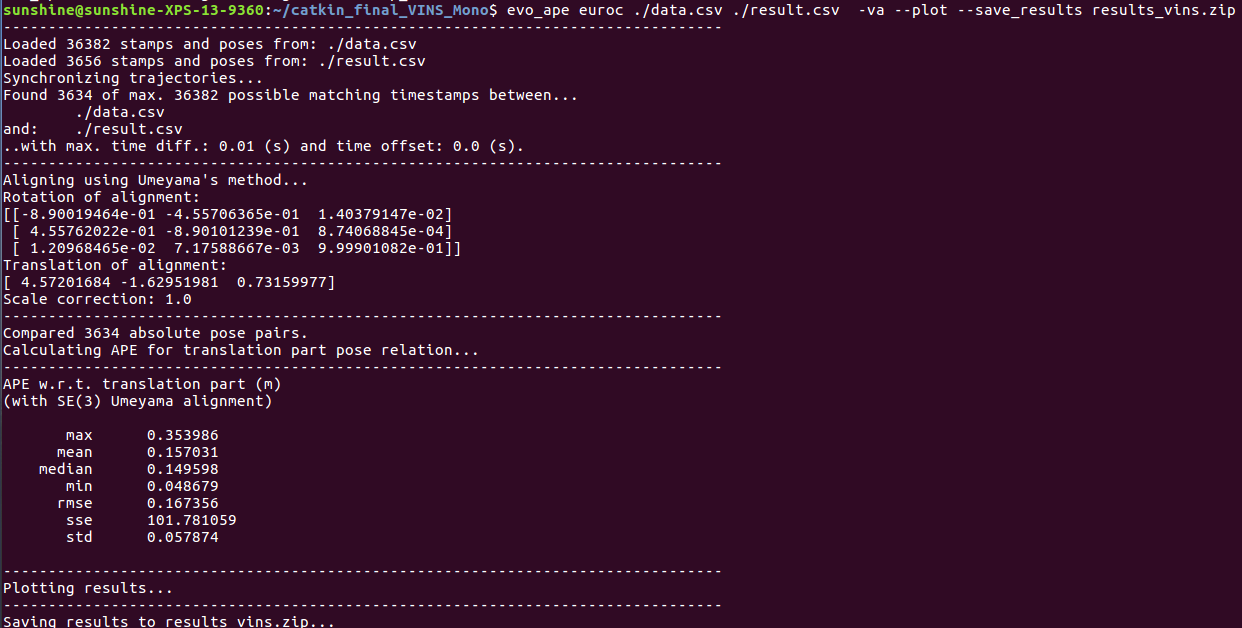 sunshine@sunshine-XPS-13-9360:~/catkin_final_VINS_Mono$ evo_ape euroc ./data.csv ./result.csv  -va --plot --save_results results_vins.zip
--------------------------------------------------------------------------------
Loaded 36382 stamps and poses from: ./data.csv
Loaded 3656 stamps and poses from: ./result.csv
Synchronizing trajectories...
Found 3634 of max. 36382 possible matching timestamps between...
        ./data.csv
and:    ./result.csv
..with max. time diff.: 0.01 (s) and time offset: 0.0 (s).
--------------------------------------------------------------------------------
Aligning using Umeyama's method...
Rotation of alignment:
[[-8.90019464e-01 -4.55706365e-01  1.40379147e-02]
 [ 4.55762022e-01 -8.90101239e-01  8.74068845e-04]
 [ 1.20968465e-02  7.17588667e-03  9.99901082e-01]]
Translation of alignment:
[ 4.57201684 -1.62951981  0.73159977]
Scale correction: 1.0
--------------------------------------------------------------------------------
Compared 3634 absolute pose pairs.
Calculating APE for translation part pose relation...
--------------------------------------------------------------------------------
APE w.r.t. translation part (m)
(with SE(3) Umeyama alignment)

       max      0.353986
      mean      0.157031
    median      0.149598
       min      0.048679
      rmse      0.167356
       sse      101.781059
       std      0.057874

--------------------------------------------------------------------------------
Plotting results...
--------------------------------------------------------------------------------
Saving results to results_vins.zip...